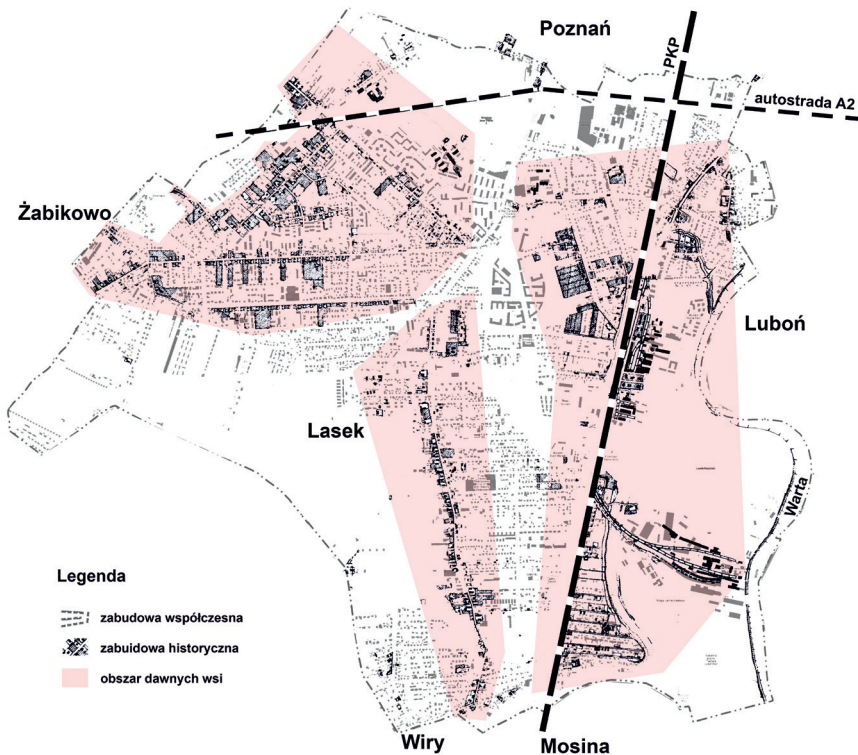 Poznań
PKP
autostrada A2
Żabikowo
Luboń
Lasek
Warta
Legenda
zabudowa współczesna
zabuidowa historyczna
obszar dawnych wsi
Wiry
Mosina